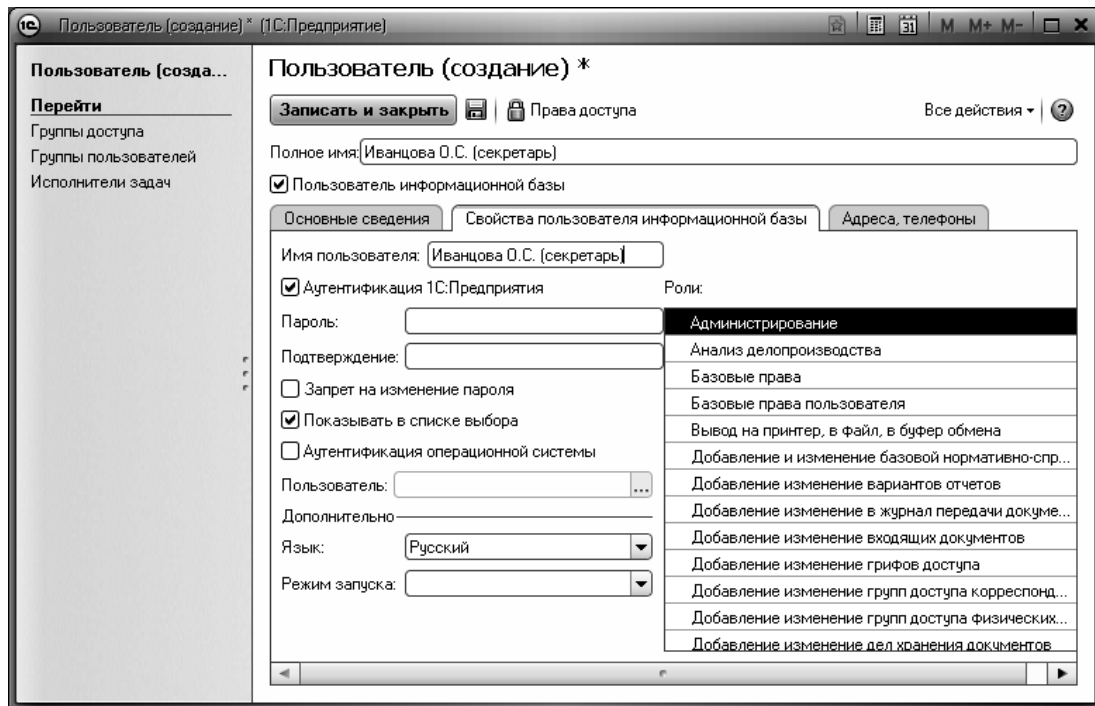 1С Пользователь (создание) * (1С:Предприятие) 31 M M+ M-
Пользователь (созда...
Перейти
Группы доступа
Группы пользователей
Исполнители задач
Пользователь (создание) *
Записать и закрыть Права доступа Все действия ?
Полное имя: Иванцова О.С. (секретарь)
Пользователь информационной базы
Основные сведения Свойства пользователя информационной базы Адреса, телефоны
Имя пользователя: Иванцова О.С. (секретарь)
Аутентификация 1С:Предприятия
Пароль:
Подтверждение:
Запрет на изменение пароля
Показывать в списке выбора
Аутентификация операционной системы
Пользователь: ...
Дополнительно
Язык: Русский
Режим запуска:
Роли:
Администрирование
Анализ делопроизводства
Базовые права
Базовые права пользователя
Вывод на принтер, в файл, в буфер обмена
Добавление и изменение базовой нормативно-спр...
Добавление изменение вариантов отчетов
Добавление изменение в журнал передачи докуме...
Добавление изменение входящих документов
Добавление изменение грифов доступа
Добавление изменение групп доступа корреспонд...
Добавление изменение групп доступа физических...
Добавление изменение дел хранения документов